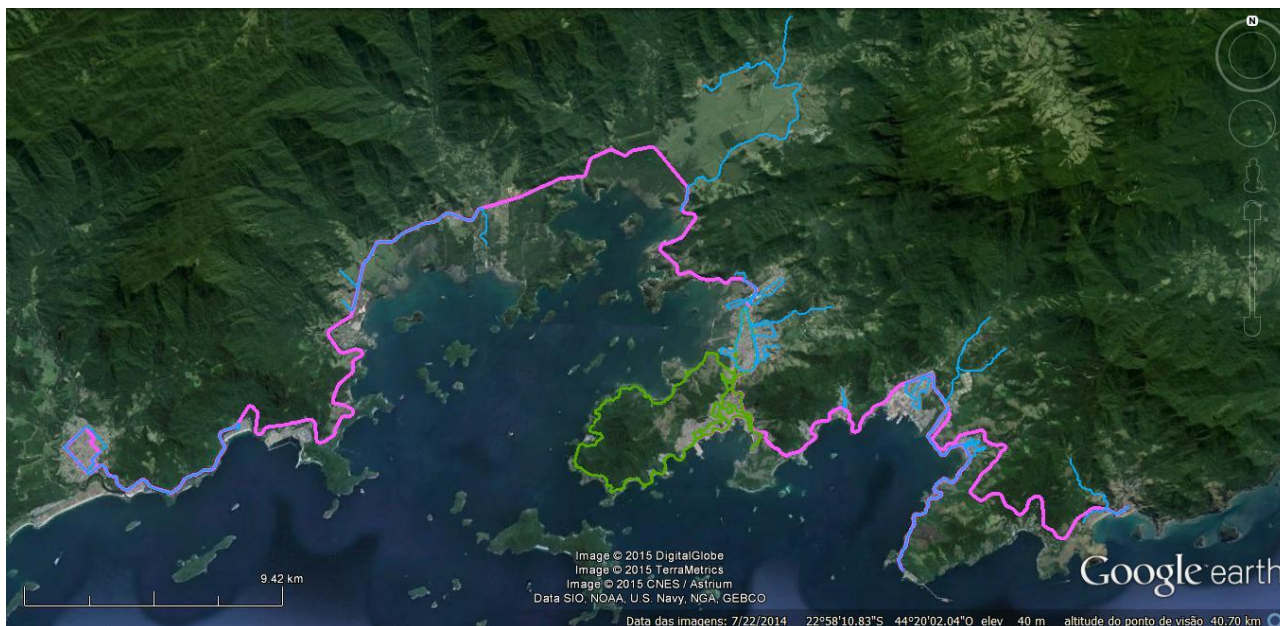 N
9.42 km
Image © 2015 DigitalGlobe
Image © 2015 TerraMetrics
Image © 2015 CNES / Astrium
Data SIO, NOAA, U.S. Navy, NGA, GEBCO
Google earth
Data das imagens: 7/22/2014 22°58'10.83"S 44°20'02.04"O elev 40 m altitude do ponto de visão 40.70 km